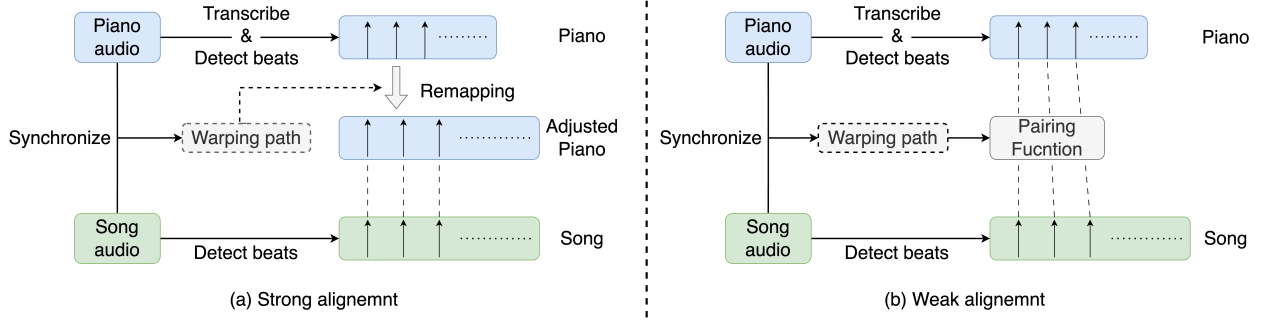 Piano
audio
Transcribe
&
Detect beats
Piano
Remapping
Synchronize
Warping path
Adjusted
Piano
Song
audio
Detect beats
Song
(a) Strong alignemnt
Piano
audio
Transcribe
&
Detect beats
Piano
Synchronize
Warping path
Pairing
Fucntion
Song
audio
Detect beats
Song
(b) Weak alignemnt